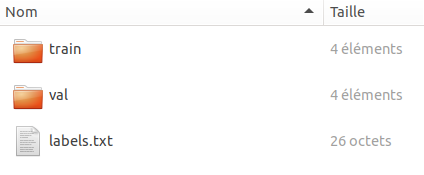 Nom Taille
train 4 éléments
val 4 éléments
labels.txt 26 octets